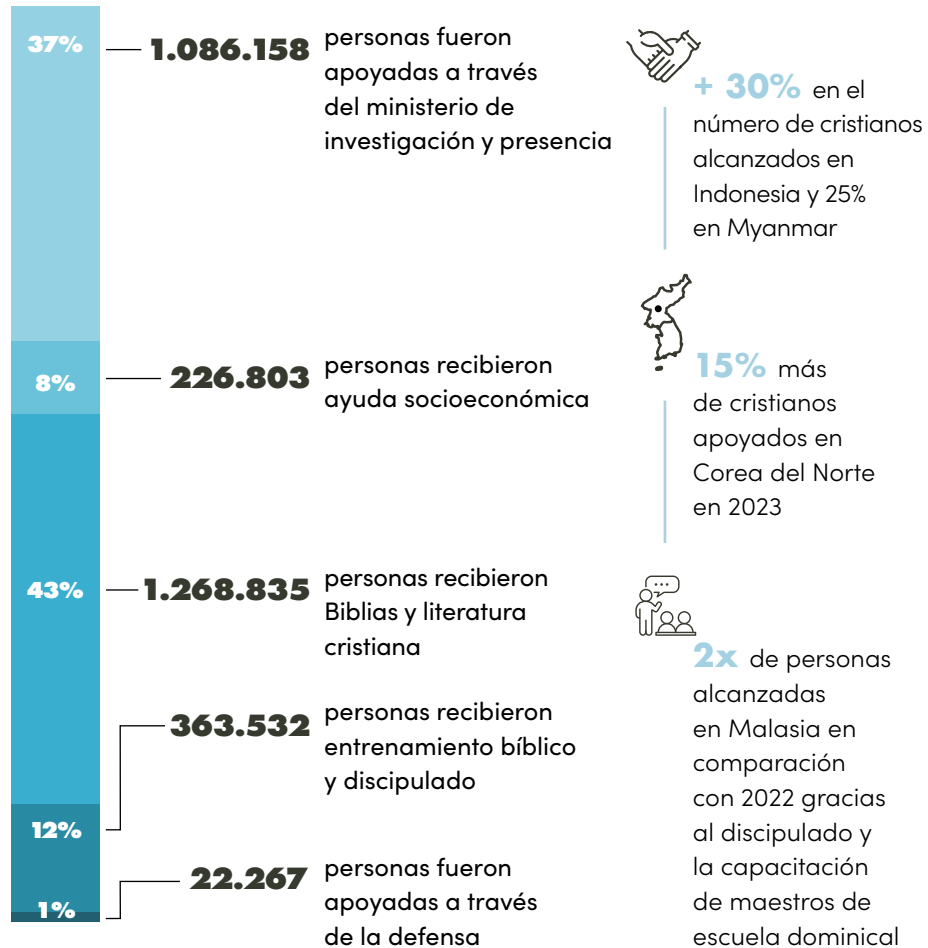 37%
1.086.158
personas fueron
apoyadas a través
del ministerio de
investigación y presencia
8%
226.803
personas recibieron
ayuda socioeconómica
43%
1.268.835
personas recibieron
Biblias y literatura
cristiana
12%
363.532
personas recibieron
entrenamiento bíblico
y discipulado
1%
22.267
personas fueron
apoyadas a través
de la defensa
+ 30% en el
número de cristianos
alcanzados en
Indonesia y 25%
en Myanmar
15% más
de cristianos
apoyados en
Corea del Norte
en 2023
2x de personas
alcanzadas
en Malasia en
comparación
con 2022 gracias
al discipulado y
la capacitación
de maestros de
escuela dominical